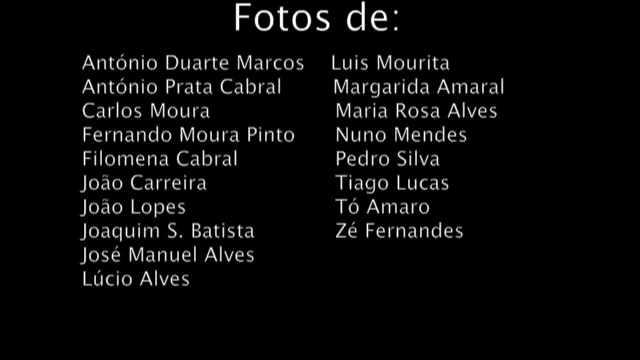 Fotos de:
António Duarte Marcos
António Prata Cabral
Carlos Moura
Fernando Moura Pinto
Filomena Cabral
João Carreira
João Lopes
Joaquim S. Batista
José Manuel Alves
Lúcio Alves
Luis Mourita
Margarida Amaral
Maria Rosa Alves
Nuno Mendes
Pedro Silva
Tiago Lucas
Tó Amaro
Zé Fernandes